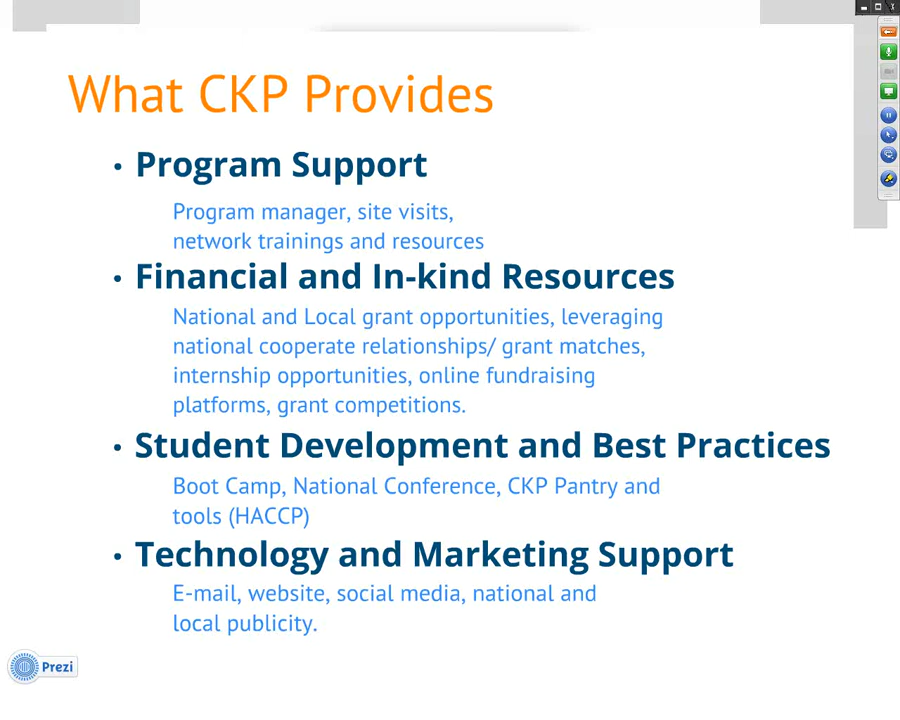 What CKP Provides
• Program Support
Program manager, site visits,
network trainings and resources
• Financial and In-kind Resources
National and Local grant opportunities, leveraging
national cooperate relationships/ grant matches,
internship opportunities, online fundraising
platforms, grant competitions.
• Student Development and Best Practices
Boot Camp, National Conference, CKP Pantry and
tools (HACCP)
• Technology and Marketing Support
E-mail, website, social media, national and
local publicity.
Prezi